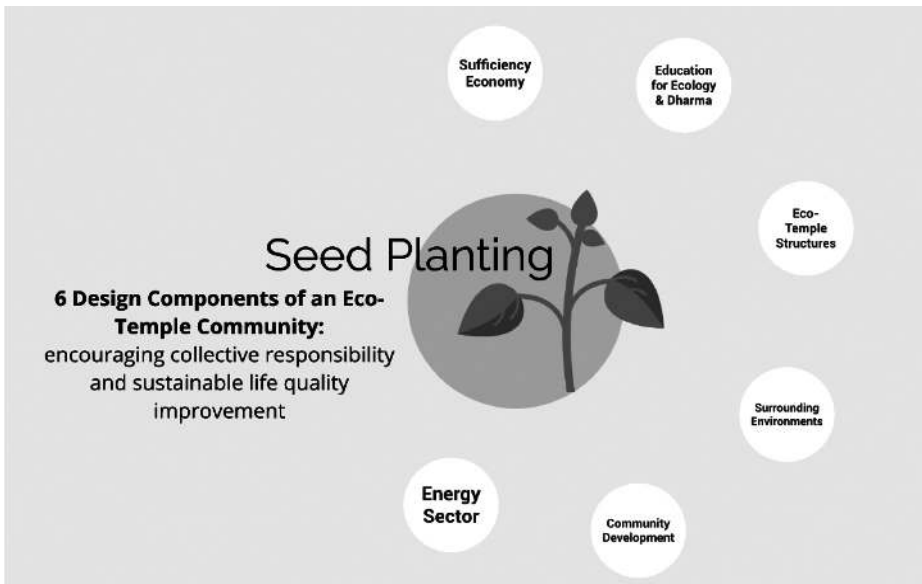 Sufficiency
Economy
Education
for Ecology
& Dharma
Eco-
Temple
Structures
Seed Planting
6 Design Components of an Eco-
Temple Community:
encouraging collective responsibility
and sustainable life quality
improvement
Surrounding
Environments
Energy
Sector
Community
Development